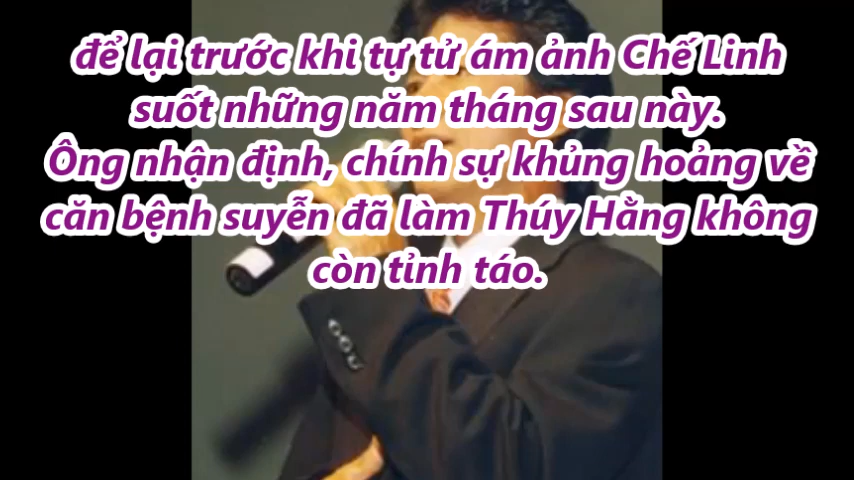 để lại trước khi tự tử ám ảnh Chế Linh
suốt những năm tháng sau này.
Ông nhận định, chính sự khủng hoảng về
căn bệnh suyễn đã làm Thúy Hằng không
còn tỉnh táo.